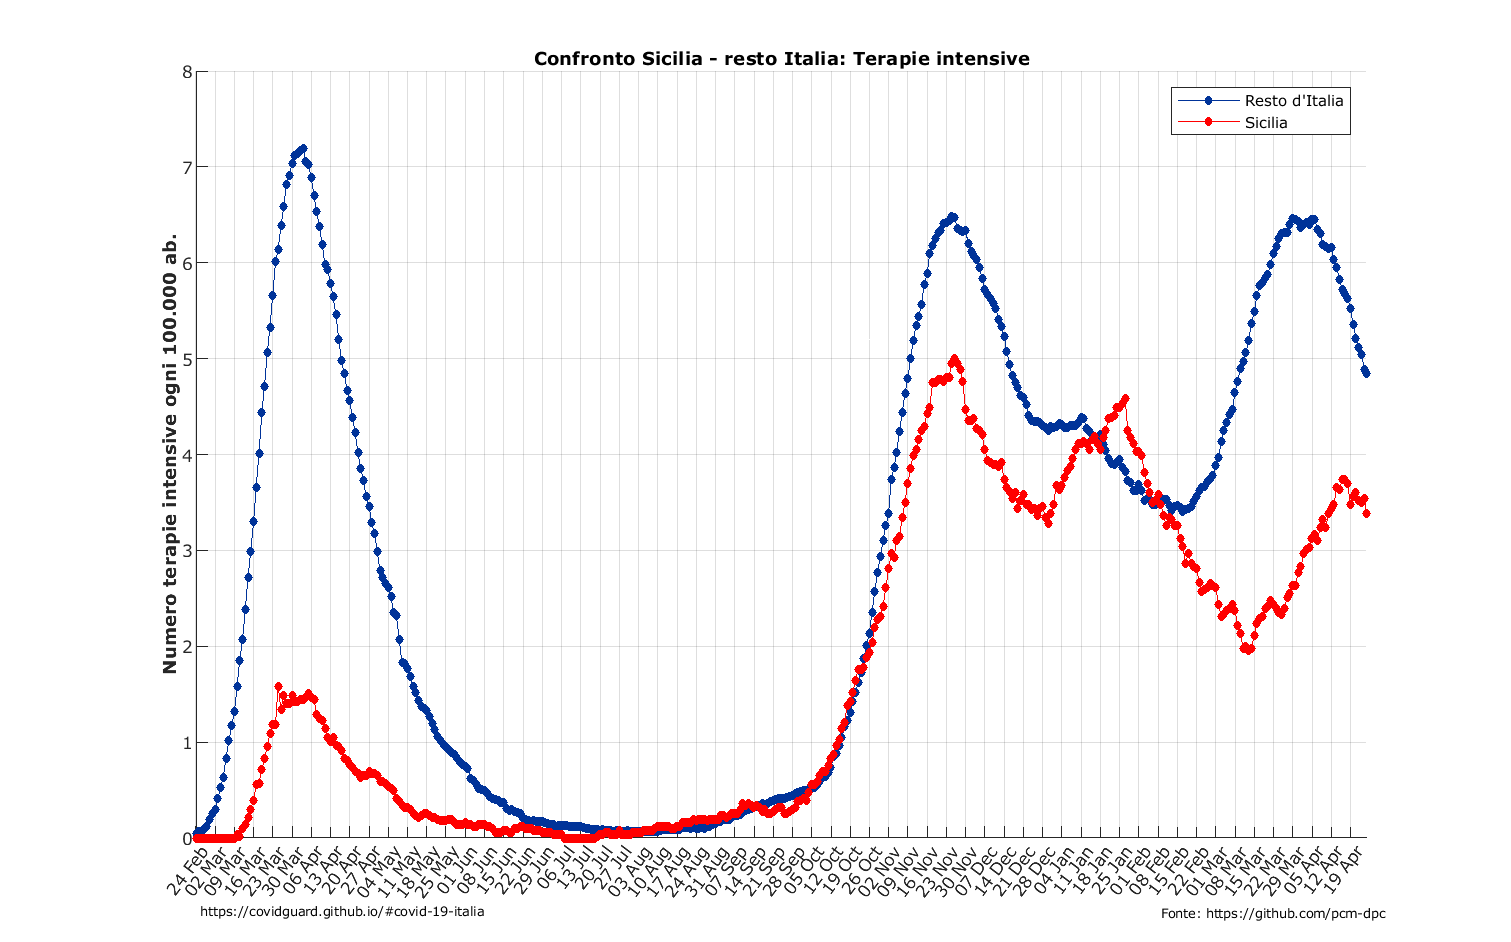 Confronto Sicilia - resto Italia: Terapie intensive
Resto d'Italia
Sicilia
Numero terapie intensive ogni 100.000 ab.
8
7
6
5
4
3
2
1
0
24 Feb
02 Mar
09 Mar
16 Mar
23 Mar
30 Mar
06 Apr
13 Apr
20 Apr
27 Apr
04 May
11 May
18 May
25 May
01 Jun
08 Jun
15 Jun
22 Jun
29 Jun
06 Jul
13 Jul
20 Jul
27 Jul
03 Aug
10 Aug
17 Aug
24 Aug
31 Aug
07 Sep
14 Sep
21 Sep
28 Sep
05 Oct
12 Oct
19 Oct
26 Oct
02 Nov
09 Nov
16 Nov
23 Nov
30 Nov
07 Dec
14 Dec
21 Dec
28 Dec
04 Jan
11 Jan
18 Jan
25 Jan
01 Feb
08 Feb
15 Feb
22 Feb
01 Mar
08 Mar
15 Mar
22 Mar
29 Mar
05 Apr
12 Apr
19 Apr
https://covidguard.github.io/#covid-19-italia
Fonte: https://github.com/pcm-dpc